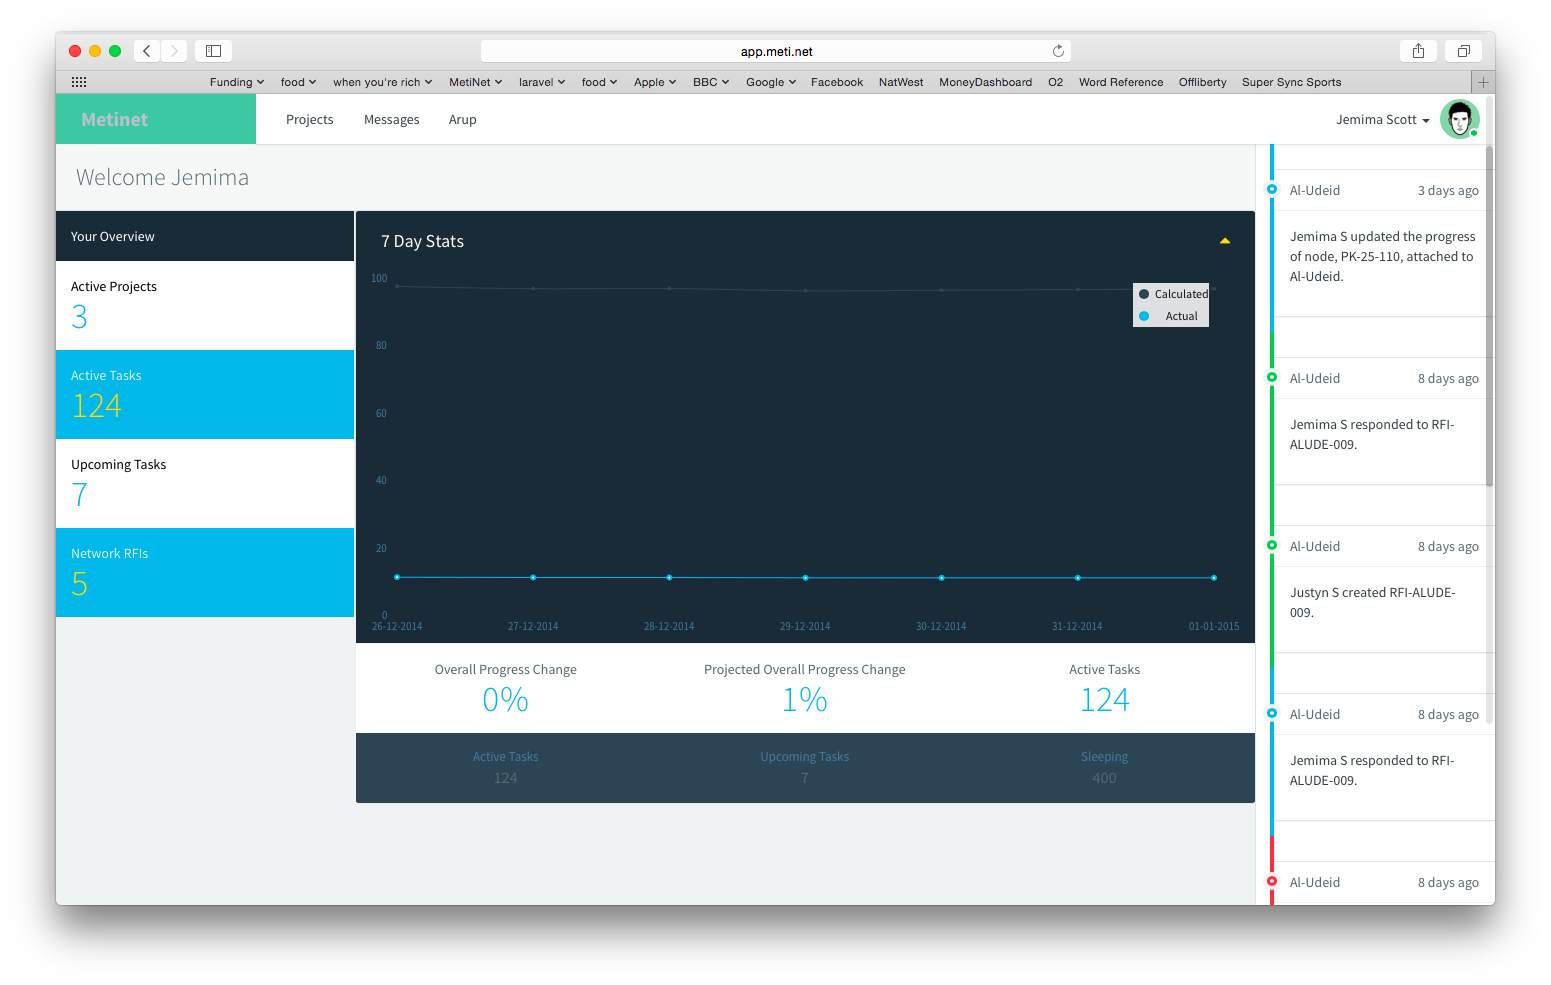 app.meti.net
Funding food when you're rich MetiNet laravel food Apple BBC Google Facebook NatWest MoneyDashboard O2 Word Reference Offliberty Super Sync Sports
Metinet
Projects Messages Arup
Jemima Scott
Welcome Jemima
Your Overview
Active Projects
3
Active Tasks
124
Upcoming Tasks
7
Network RFIs
5
7 Day Stats
100
80
60
40
20
0
Calculated
Actual
26-12-2014 27-12-2014 28-12-2014 29-12-2014 30-12-2014 31-12-2014 01-01-2015
Overall Progress Change
0%
Projected Overall Progress Change
1%
Active Tasks
124
Active Tasks
124
Upcoming Tasks
7
Sleeping
400
Al-Udeid 3 days ago
Jemima S updated the progress
of node, PK-25-110, attached to
Al-Udeid.
Al-Udeid 8 days ago
Jemima S responded to RFI-
ALUDE-009.
Al-Udeid 8 days ago
Justyn S created RFI-ALUDE-
009.
Al-Udeid 8 days ago
Jemima S responded to RFI-
ALUDE-009.
Al-Udeid 8 days ago